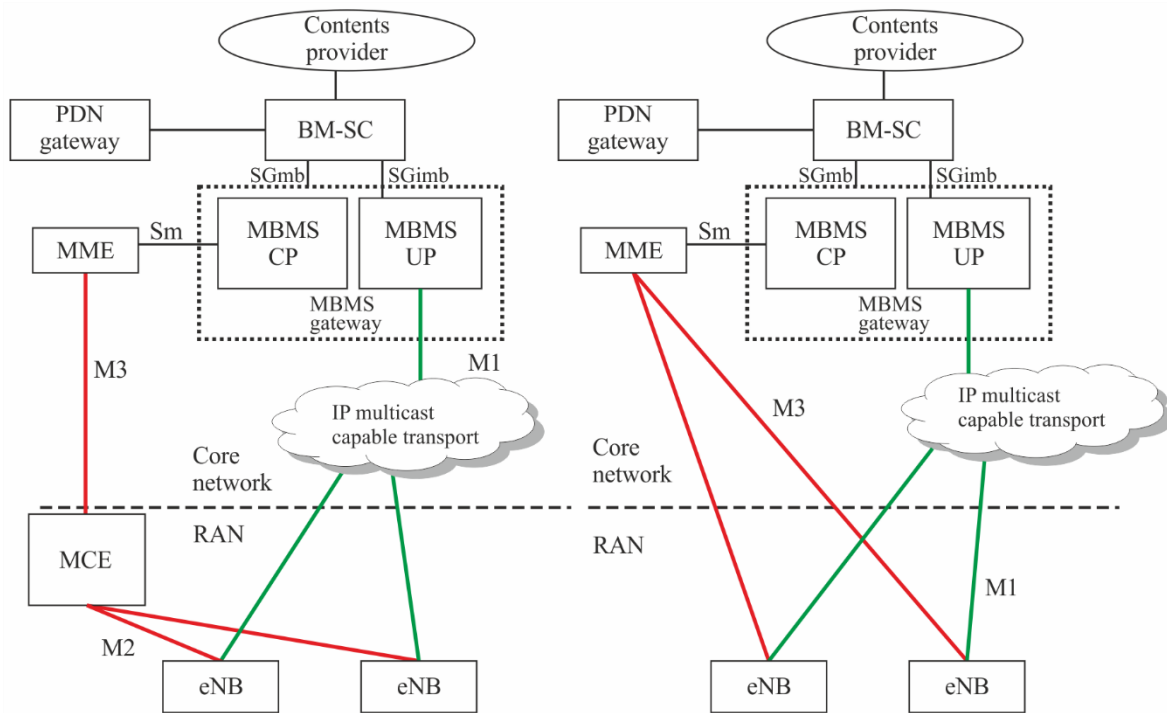 Contents
provider
PDN
gateway
BM-SC
SGmb
SGimb
MME
Sm
MBMS
CP
MBMS
UP
MBMS
gateway
M3
M1
IP multicast
capable transport
Core
network
RAN
MCE
M2
eNB
eNB
Contents
provider
PDN
gateway
BM-SC
SGmb
SGimb
MME
Sm
MBMS
CP
MBMS
UP
MBMS
gateway
M3
IP multicast
capable transport
Core
network
RAN
M1
eNB
eNB